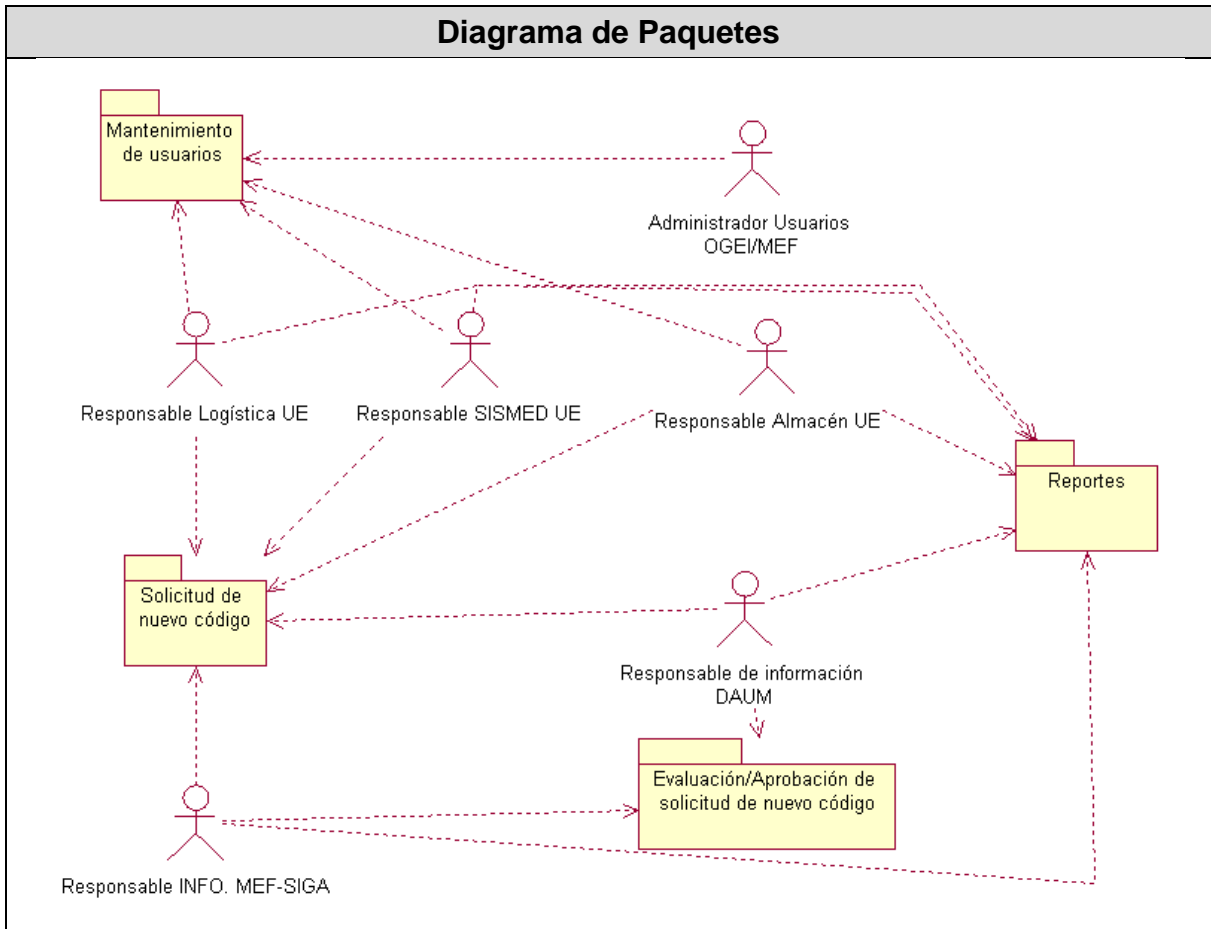 Diagrama de Paquetes
Mantenimiento
de usuarios
Administrador Usuarios
OGEI/MEF
Responsable Logística UE
Responsable SISMED UE
Responsable Almacén UE
Reportes
Solicitud de
nuevo código
Responsable de información
DAUM
Evaluación/Aprobación de
solicitud de nuevo código
Responsable INFO. MEF-SIGA